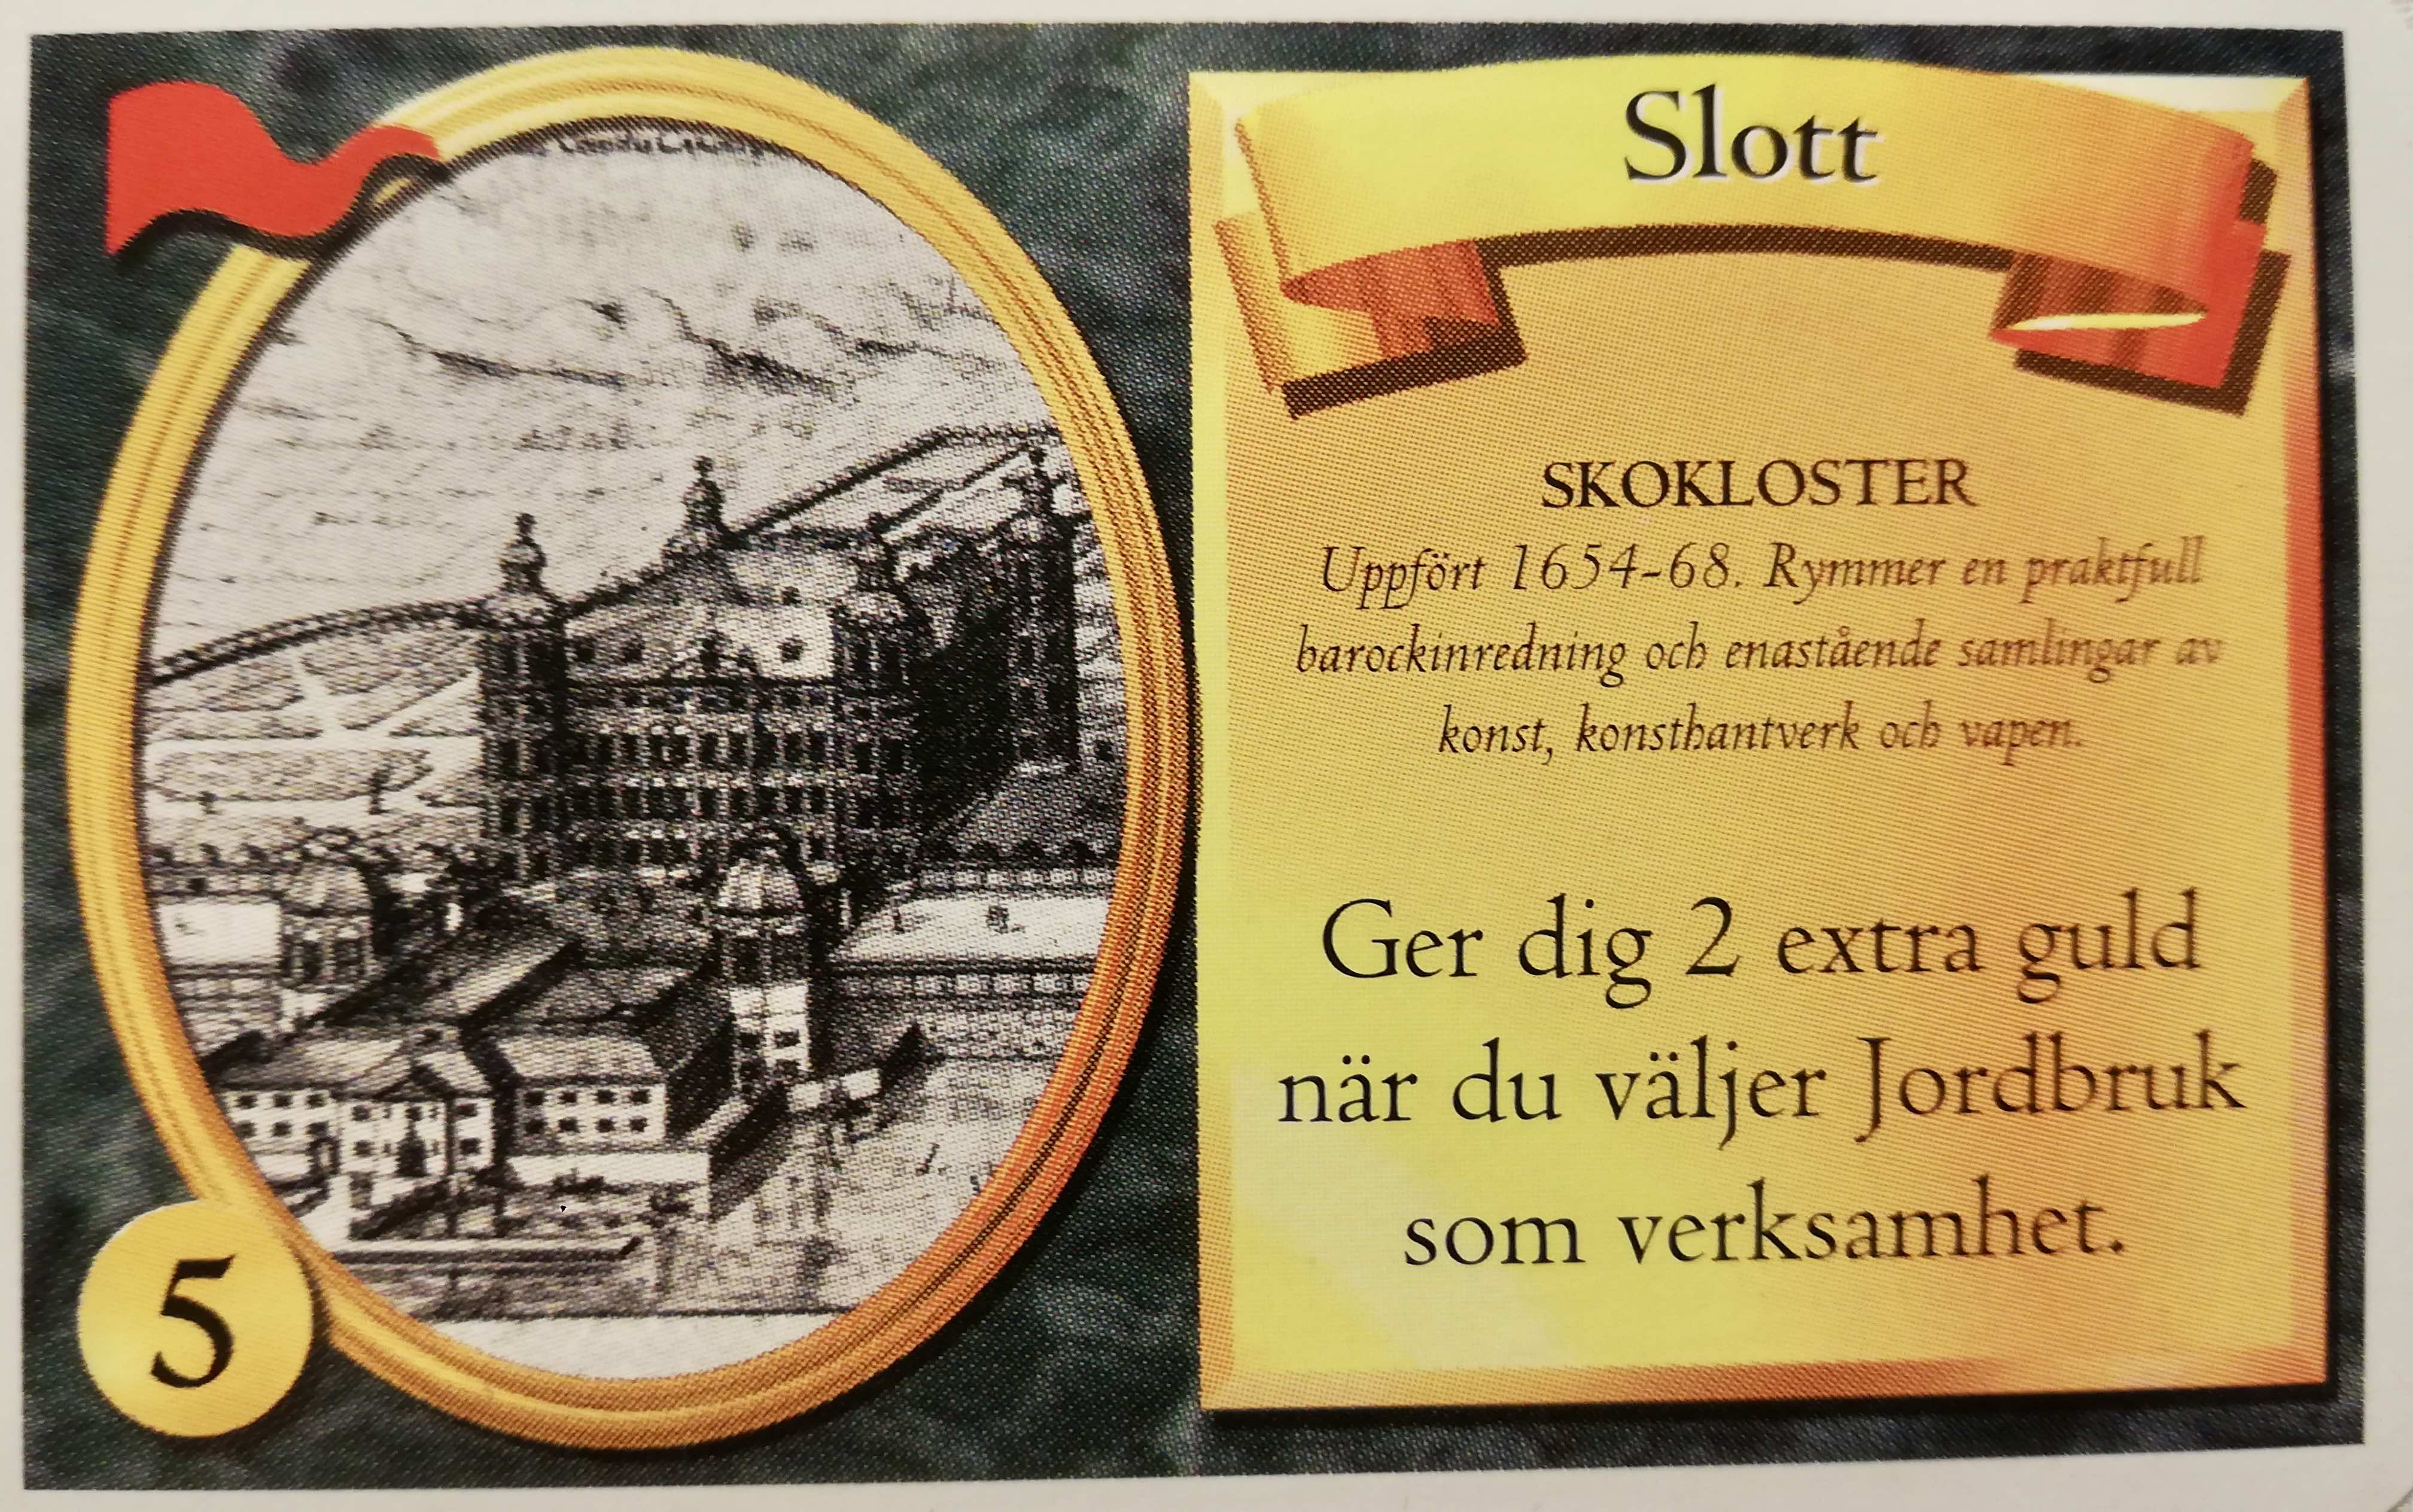 Slott
SKOKLOSTER
Uppfört 1654-68. Rymmer en praktfull
barockinredning och enastående samlingar av
konst, konsthantverk och vapen.
Ger dig 2 extra guld
när du väljer Jordbruk
som verksamhet.
5